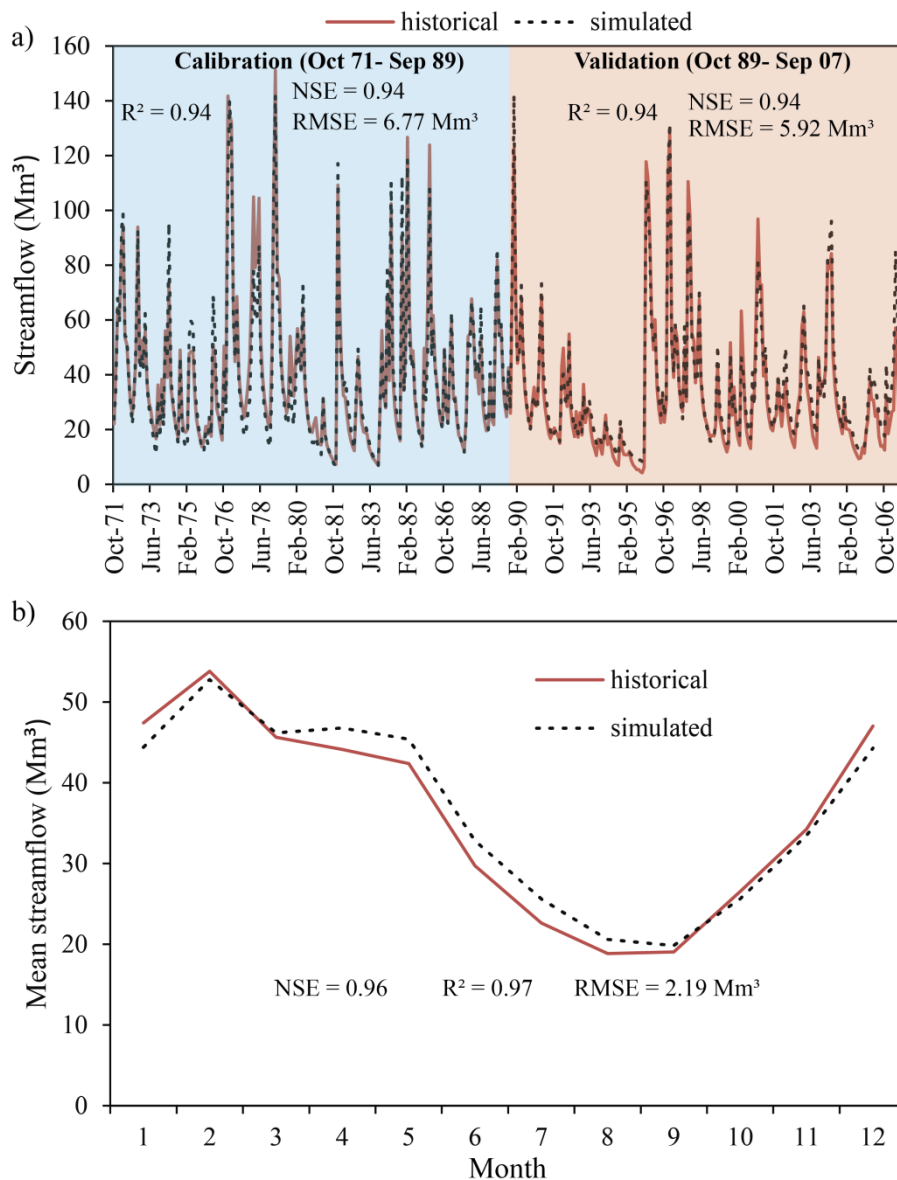 historical simulated
a)
Streamflow (Mm³)
160
140
120
100
80
60
40
20
0
Calibration (Oct 71- Sep 89)
R² = 0.94
NSE = 0.94
RMSE = 6.77 Mm³
Validation (Oct 89- Sep 07)
R² = 0.94
NSE = 0.94
RMSE = 5.92 Mm³
Oct-71
Jun-73
Feb-75
Oct-76
Jun-78
Feb-80
Oct-81
Jun-83
Feb-85
Oct-86
Jun-88
Feb-90
Oct-91
Jun-93
Feb-95
Oct-96
Jun-98
Feb-00
Oct-01
Jun-03
Feb-05
Oct-06
b)
Mean streamflow (Mm³)
60
50
40
30
20
10
0
historical
simulated
NSE = 0.96 R² = 0.97 RMSE = 2.19 Mm³
1 2 3 4 5 6 7 8 9 10 11 12
Month